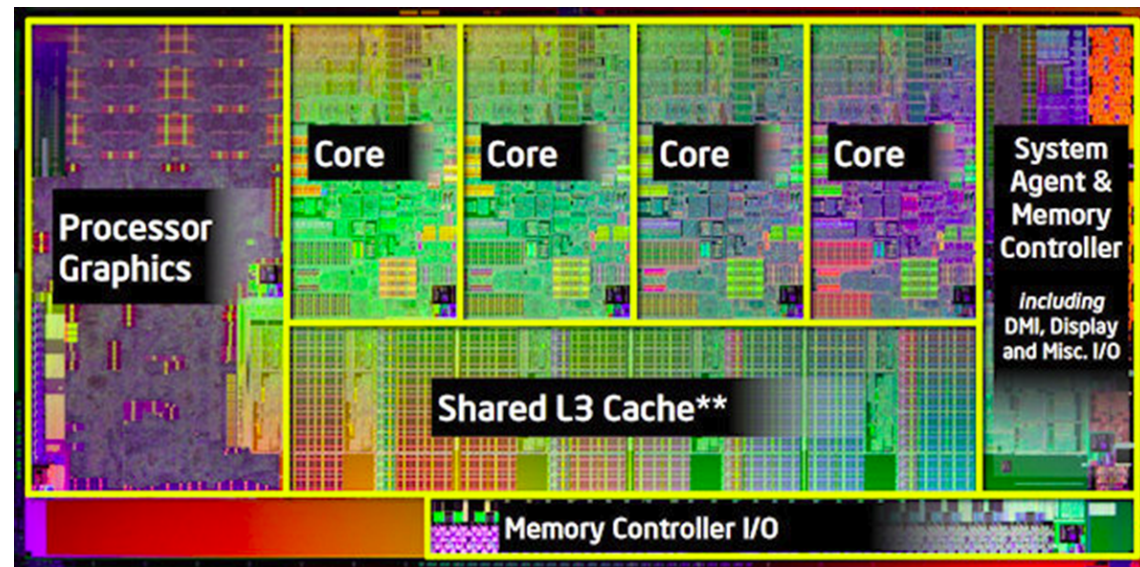 Processor
Graphics
Core
Core
Core
Core
System
Agent &
Memory
Controller
including
DMI, Display
and Misc. I/O
Shared L3 Cache**
Memory Controller I/O